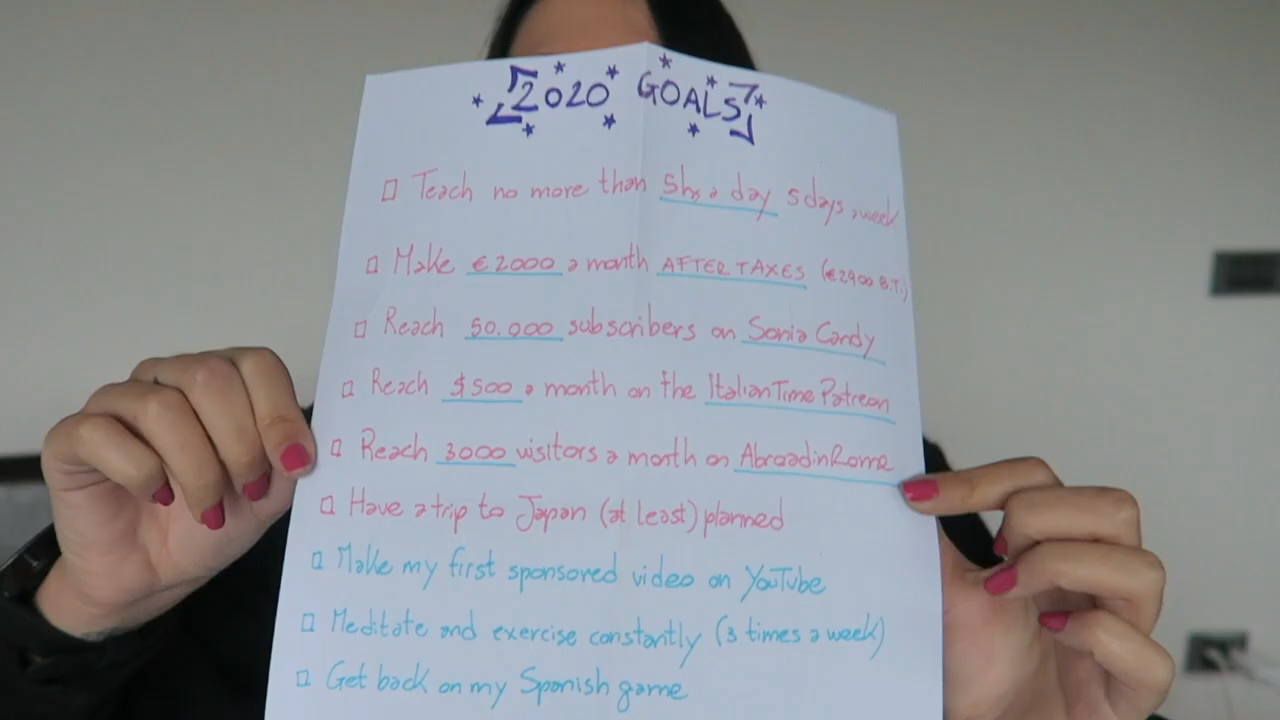 2020 GOALS
Teach no more than 5hs a day 5 days a week
Make €2000 a month AFTER TAXES (€2900 B.T.)
Reach 50.000 subscribers on Sonia Candy
Reach $500 a month on the ItalianTime Patreon
Reach 3000 visitors a month on AbroadinRome
Have a trip to Japan (at least) planned
Make my first sponsored video on YouTube
Meditate and exercise constantly (3 times a week)
Get back on my Spanish game